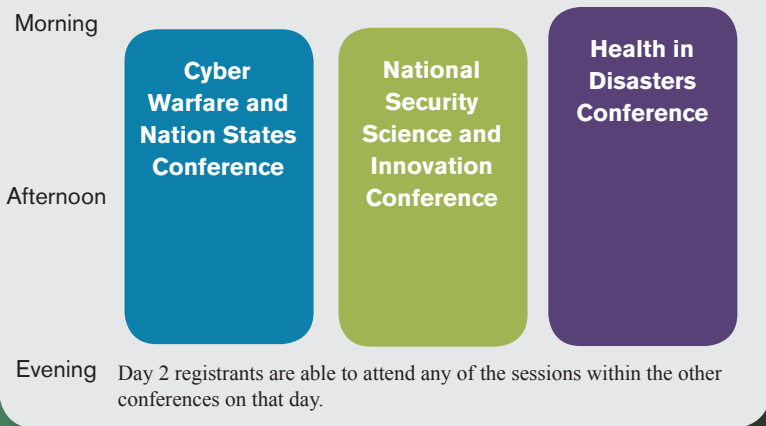 Morning
Cyber
Warfare and
Nation States
Conference
National
Security
Science and
Innovation
Conference
Health in
Disasters
Conference
Afternoon
Evening
Day 2 registrants are able to attend any of the sessions within the other
conferences on that day.